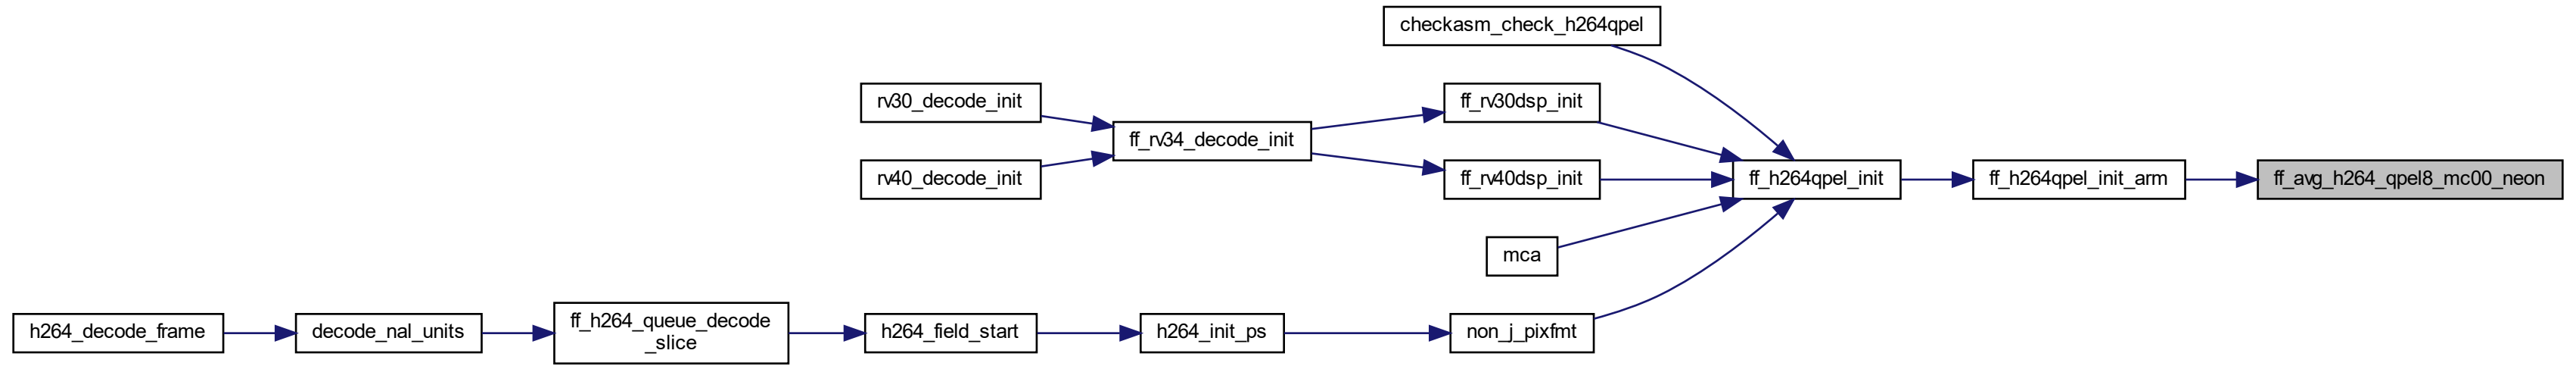 checkasm_check_h264qpel
rv30_decode_init
ff_rv30dsp_init
ff_rv34_decode_init
rv40_decode_init
ff_rv40dsp_init
ff_h264qpel_init
ff_h264qpel_init_arm
ff_avg_h264_qpel8_mc00_neon
mca
h264_decode_frame
decode_nal_units
ff_h264_queue_decode
_slice
h264_field_start
h264_init_ps
non_j_pixfmt